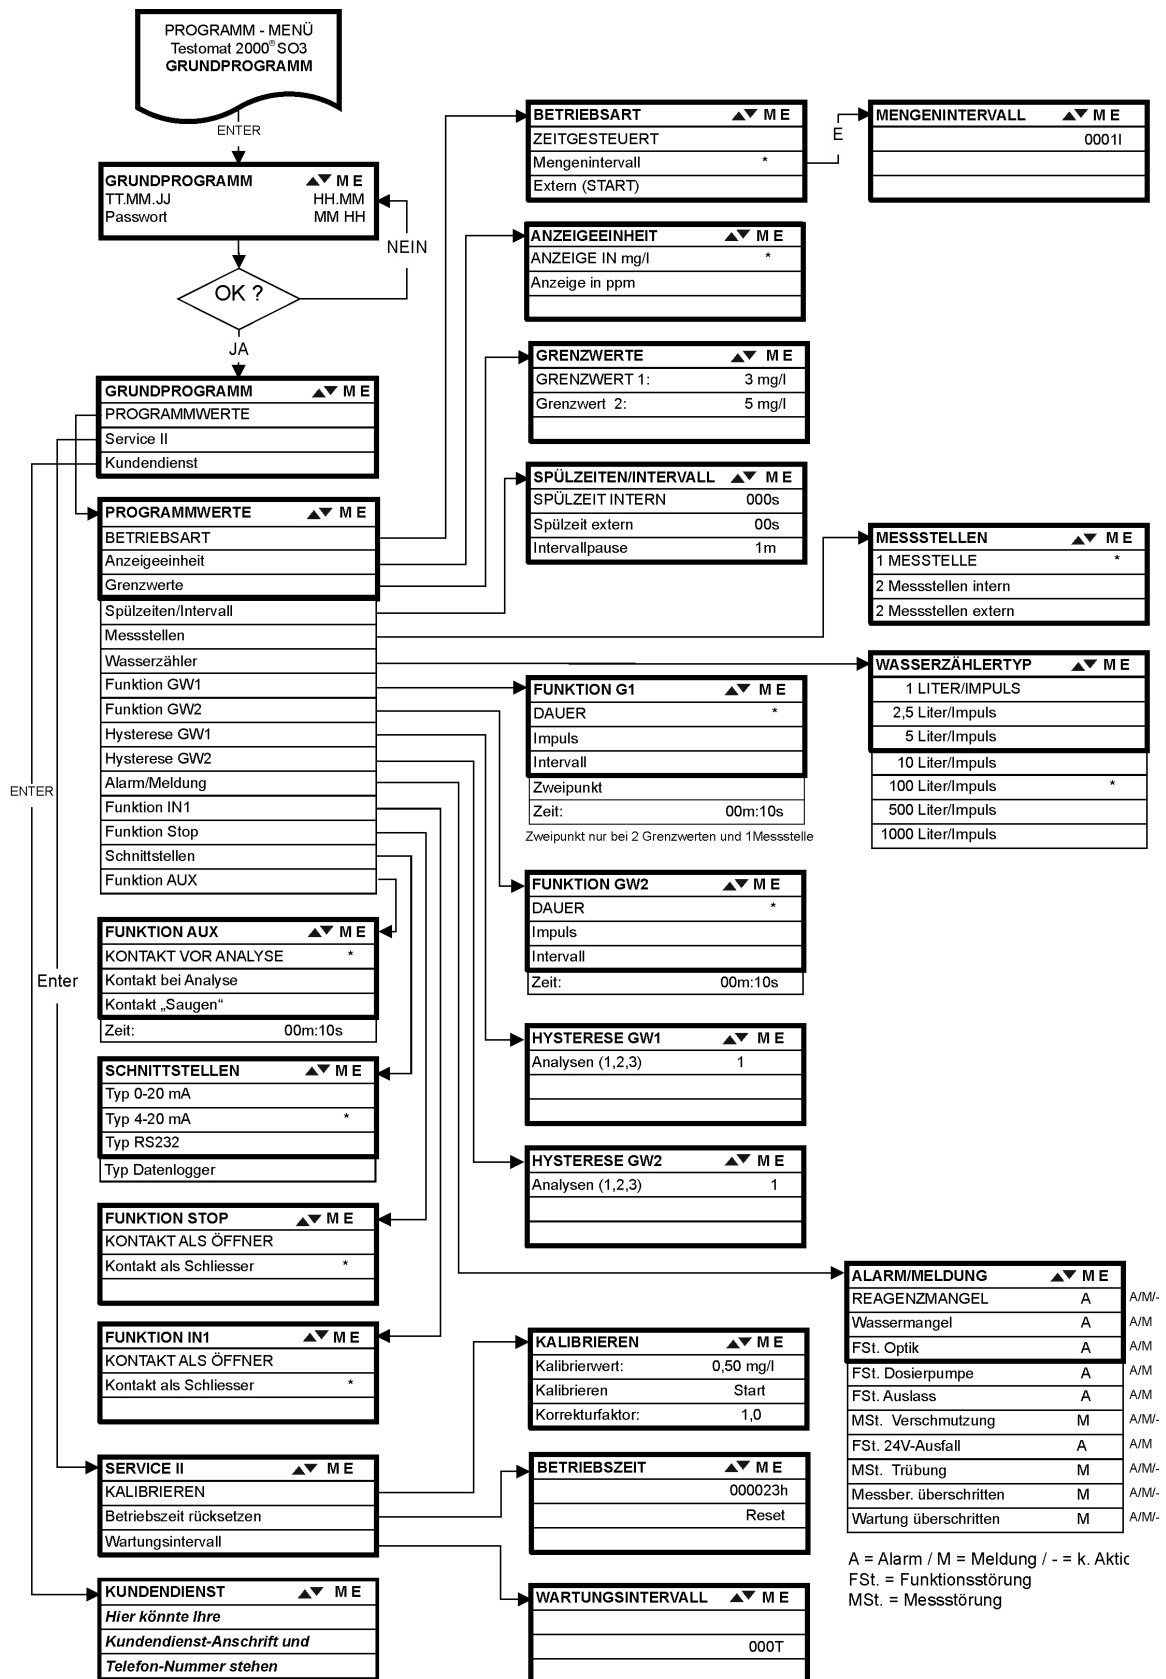 PROGRAMM - MENÜ
Testomat 2000® SO3
GRUNDPROGRAMM
ENTER
GRUNDPROGRAMM ▲▼ M E
TT.MM.JJ HH.MM
Passwort MM HH
NEIN
OK ?
JA
GRUNDPROGRAMM ▲▼ M E
PROGRAMMWERTE
Service II
Kundendienst
PROGRAMMWERTE ▲▼ M E
BETRIEBSART
Anzeigeeinheit
Grenzwerte
Spülzeiten/Intervall
Messstellen
Wasserzähler
Funktion GW1
Funktion GW2
Hysterese GW1
Hysterese GW2
Alarm/Meldung
Funktion IN1
Funktion Stop
Schnittstellen
Funktion AUX
ENTER
Enter
FUNKTION AUX ▲▼ M E
KONTAKT VOR ANALYSE *
Kontakt bei Analyse
Kontakt „Saugen“
Zeit: 00m:10s
SCHNITTSTELLEN ▲▼ M E
Typ 0-20 mA
Typ 4-20 mA *
Typ RS232
Typ Datenlogger
FUNKTION STOP ▲▼ M E
KONTAKT ALS ÖFFNER
Kontakt als Schliesser *
FUNKTION IN1 ▲▼ M E
KONTAKT ALS ÖFFNER
Kontakt als Schliesser *
SERVICE II ▲▼ M E
KALIBRIEREN
Betriebszeit rücksetzen
Wartungsintervall
KUNDENDIENST ▲▼ M E
Hier könnte Ihre
Kundendienst-Anschrift und
Telefon-Nummer stehen
BETRIEBSART ▲▼ M E
ZEITGESTEUERT
Mengenintervall *
Extern (START)
E
MENGENINTERVALL ▲▼ M E
0001l
ANZEIGEEINHEIT ▲▼ M E
ANZEIGE IN mg/l *
Anzeige in ppm
GRENZWERTE ▲▼ M E
GRENZWERT 1: 3 mg/l
Grenzwert 2: 5 mg/l
SPÜLZEITEN/INTERVALL ▲▼ M E
SPÜLZEIT INTERN 000s
Spülzeit extern 00s
Intervallpause 1m
MESSSTELLEN ▲▼ M E
1 MESSTELLE *
2 Messstellen intern
2 Messstellen extern
WASSERZÄHLERTYP ▲▼ M E
1 LITER/IMPULS
2,5 Liter/Impuls
5 Liter/Impuls
10 Liter/Impuls
100 Liter/Impuls *
500 Liter/Impuls
1000 Liter/Impuls
FUNKTION G1 ▲▼ M E
DAUER *
Impuls
Intervall
Zweipunkt
Zeit: 00m:10s
Zweipunkt nur bei 2 Grenzwerten und 1Messstelle
FUNKTION GW2 ▲▼ M E
DAUER *
Impuls
Intervall
Zeit: 00m:10s
HYSTERESE GW1 ▲▼ M E
Analysen (1,2,3) 1
HYSTERESE GW2 ▲▼ M E
Analysen (1,2,3) 1
ALARM/MELDUNG ▲▼ M E
REAGENZMANGEL A A/M/-
Wassermangel A A/M
FSt. Optik A A/M
FSt. Dosierpumpe A A/M
FSt. Auslass A A/M
MSt. Verschmutzung M A/M/-
FSt. 24V-Ausfall A A/M
MSt. Trübung M A/M/-
Messber. überschritten M A/M/-
Wartung überschritten M A/M/-
A = Alarm / M = Meldung / - = k. Aktic
FSt. = Funktionsstörung
MSt. = Messstörung
KALIBRIEREN ▲▼ M E
Kalibrierwert: 0,50 mg/l
Kalibrieren Start
Korrekturfaktor: 1,0
BETRIEBSZEIT ▲▼ M E
000023h
Reset
WARTUNGSINTERVALL ▲▼ M E
000T